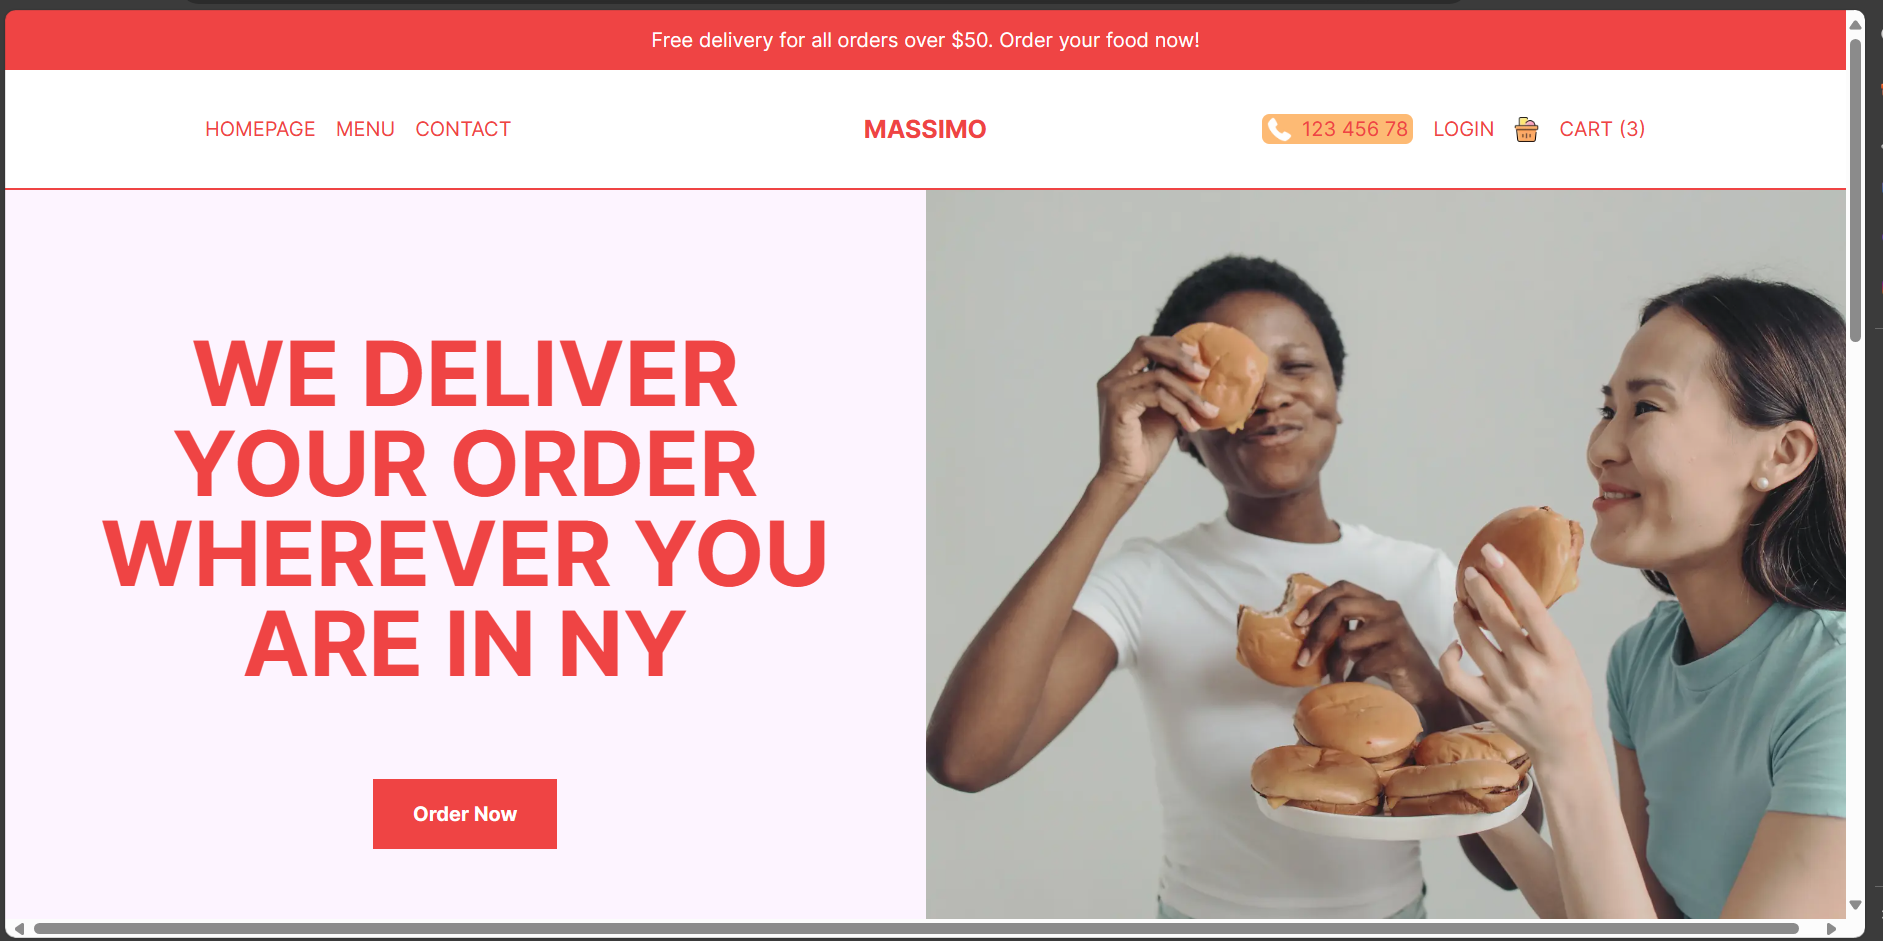 Free delivery for all orders over $50. Order your food now!
HOMEPAGE MENU CONTACT
MASSIMO
123 456 78
LOGIN
CART (3)
WE DELIVER
YOUR ORDER
WHEREVER YOU
ARE IN NY
Order Now